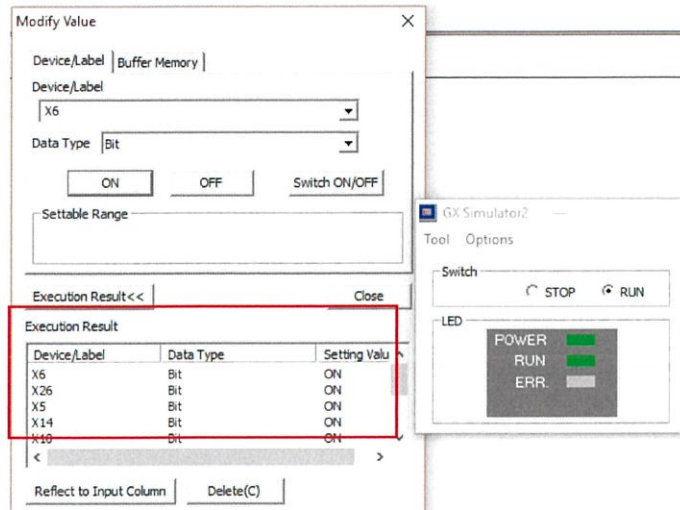 Modify Value
Device/Label Buffer Memory
Device/Label
X6
Data Type Bit
ON OFF Switch ON/OFF
Settable Range
Execution Result<< Close
Execution Result
Device/Label Data Type Setting Valu
X6 Bit ON
X26 Bit ON
X5 Bit ON
X14 Bit ON
X10 Bit ON
Reflect to Input Column Delete(C)
GX Simulator2
Tool Options
Switch
STOP RUN
LED
POWER
RUN
ERR.